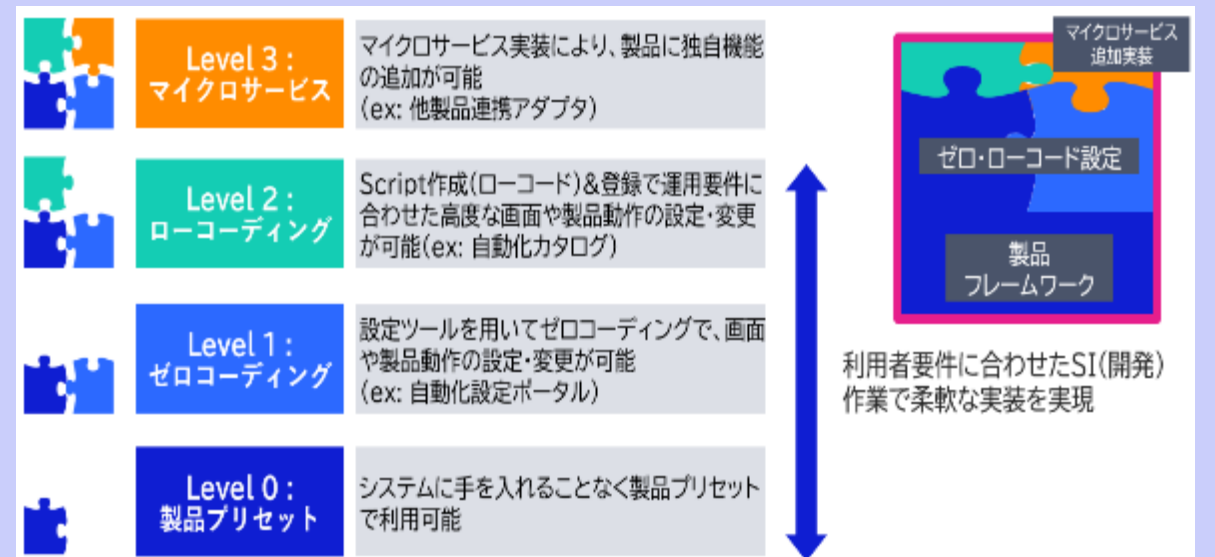 Level 3 :
マイクロサービス
マイクロサービス実装により、製品に独自機能
の追加が可能
(ex: 他製品連携アダプタ)
Level 2 :
ローコーディング
Script作成(ローコード)&登録で運用要件に
合わせた高度な画面や製品動作の設定・変更
が可能(ex: 自動化カタログ)
Level 1 :
ゼロコーディング
設定ツールを用いてゼロコーディングで、画面
や製品動作の設定・変更が可能
(ex: 自動化設定ポータル)
Level 0 :
製品プリセット
システムに手を入れることなく製品プリセット
で利用可能
マイクロサービス
追加実装
ゼロ・ローコード設定
製品
フレームワーク
利用者要件に合わせたSI(開発)
作業で柔軟な実装を実現